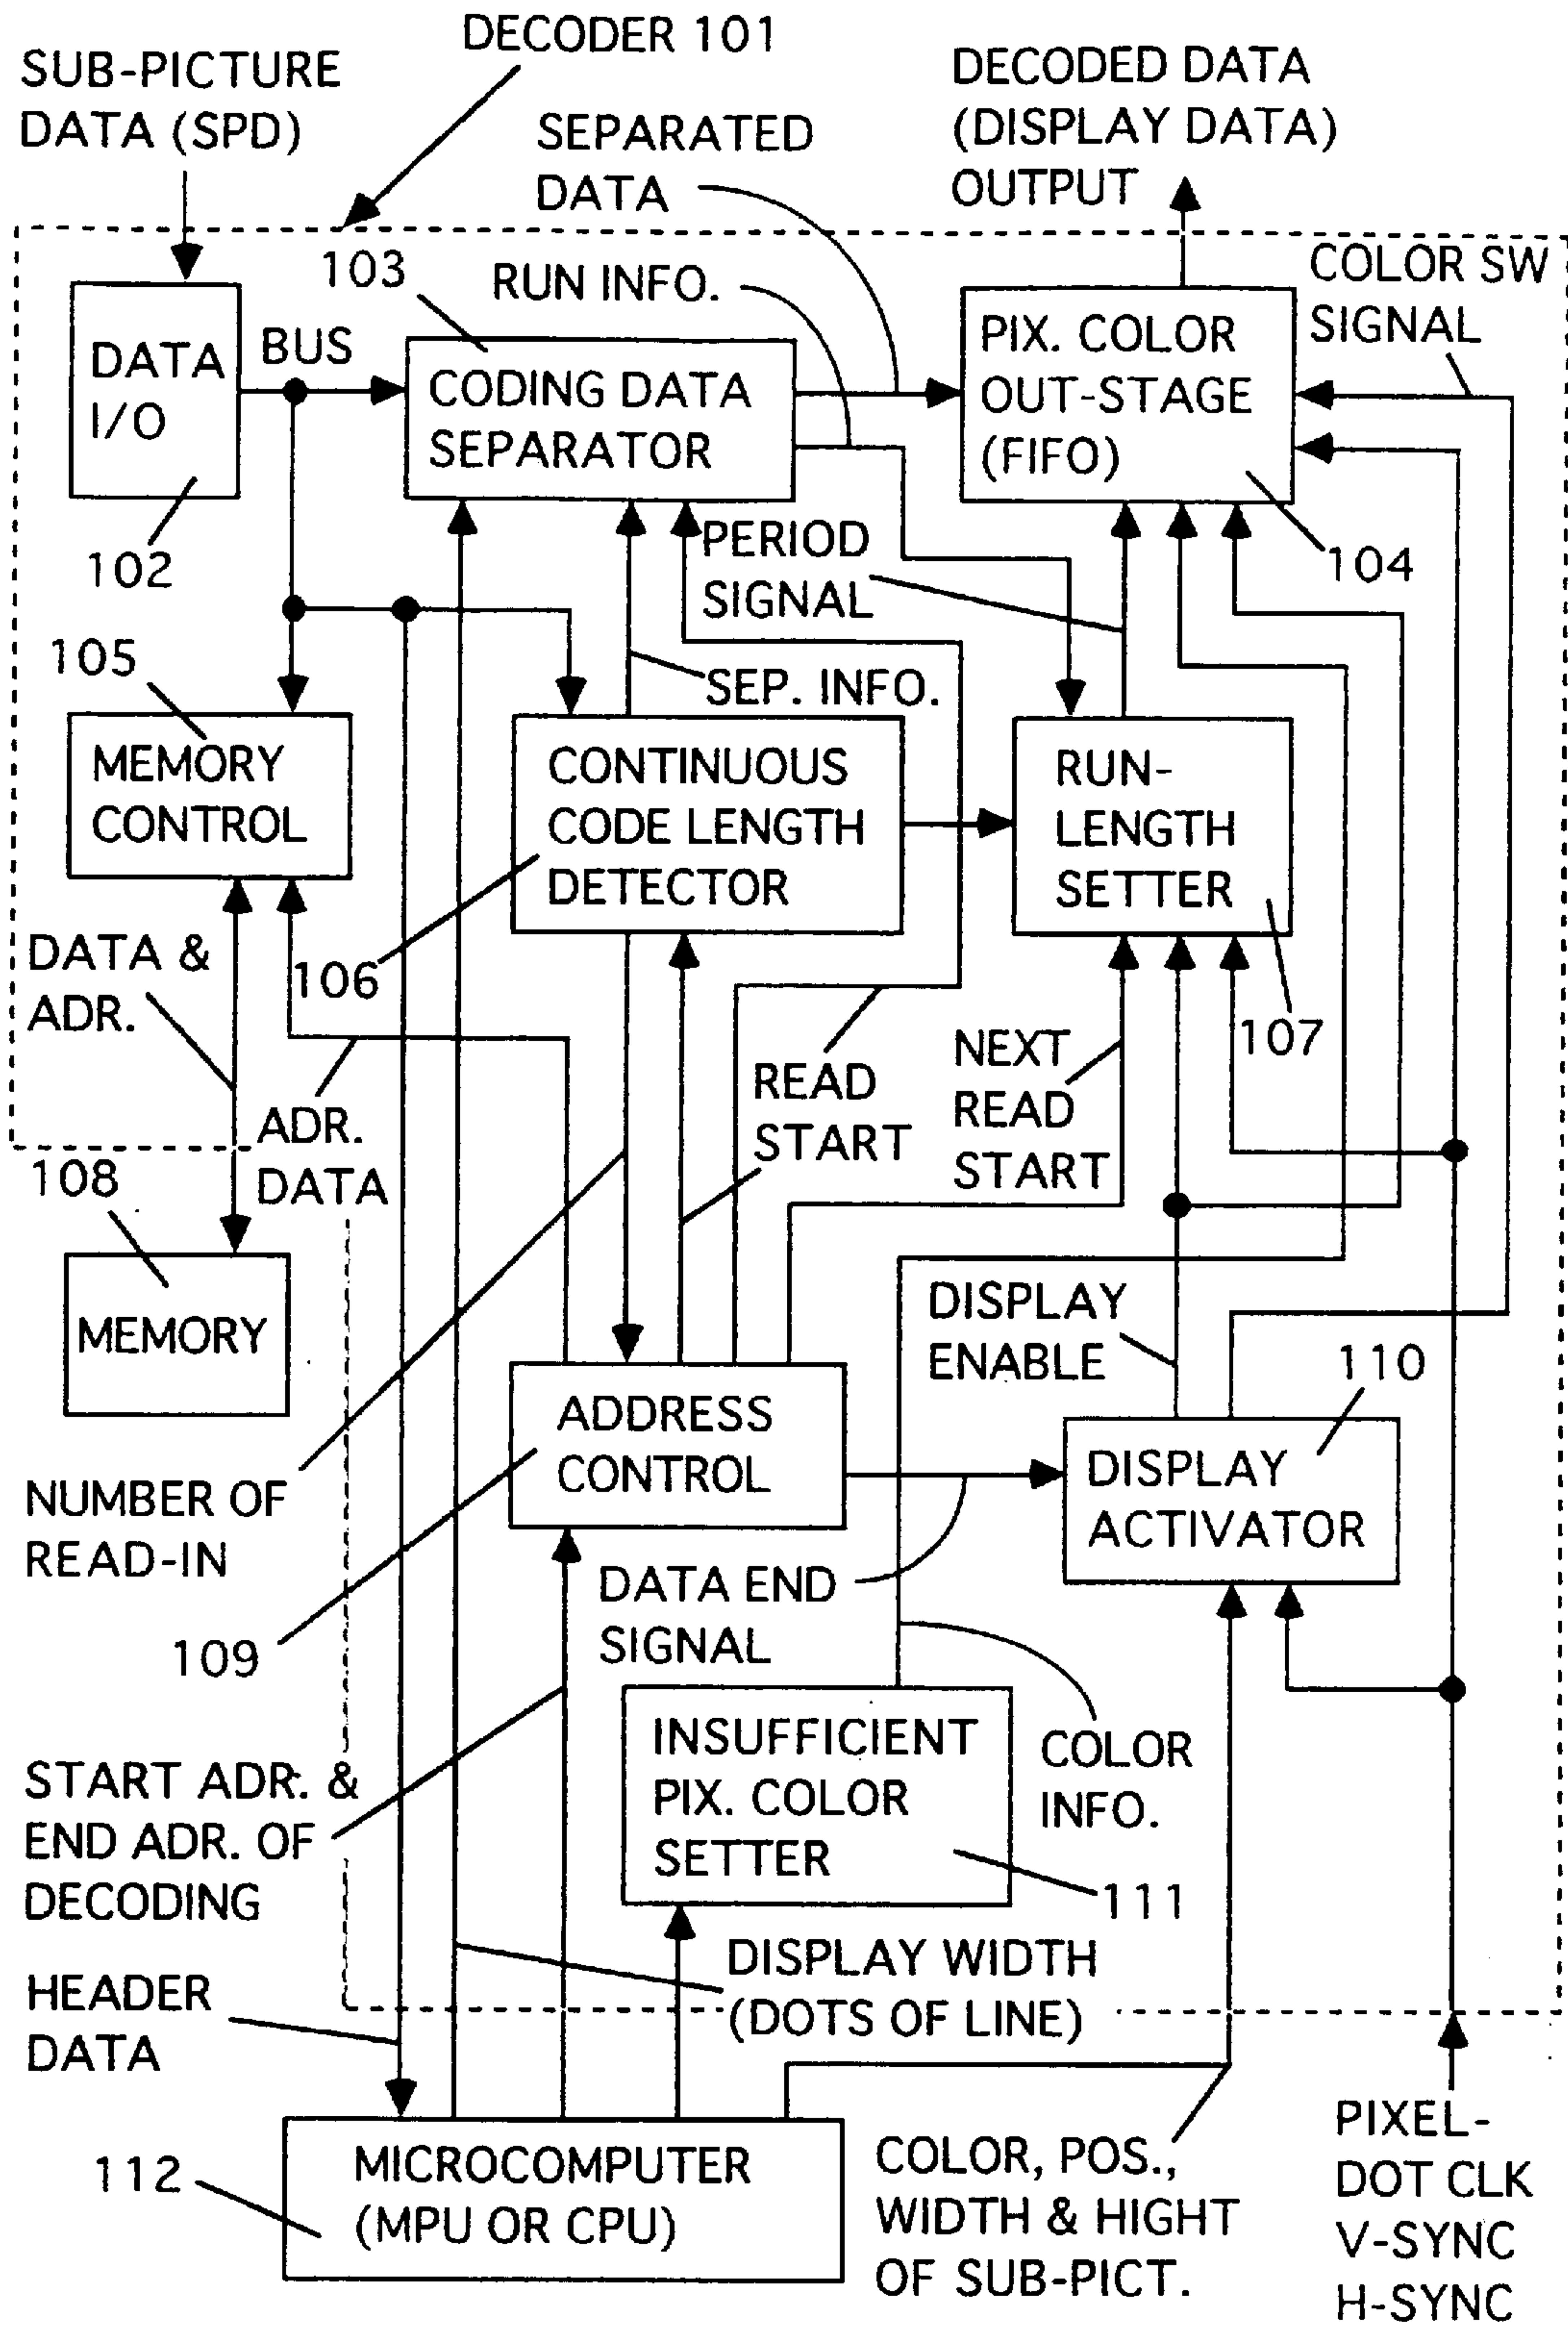 DECODER 101
SUB-PICTURE
DATA (SPD)
SEPARATED
DATA
DECODED DATA
(DISPLAY DATA)
OUTPUT
103
RUN INFO.
COLOR SW
SIGNAL
DATA
I/O
BUS
CODING DATA
SEPARATOR
PIX. COLOR
OUT-STAGE
(FIFO)
102
PERIOD
SIGNAL
104
105
SEP. INFO.
MEMORY
CONTROL
CONTINUOUS
CODE LENGTH
DETECTOR
RUN-
LENGTH
SETTER
DATA &
ADR.
106
107
READ
START
NEXT
READ
START
ADR.
DATA
108
MEMORY
DISPLAY
ENABLE
110
ADDRESS
CONTROL
DISPLAY
ACTIVATOR
NUMBER OF
READ-IN
DATA END
SIGNAL
109
INSUFFICIENT
PIX. COLOR
SETTER
COLOR
INFO.
START ADR. &
END ADR. OF
DECODING
111
DISPLAY WIDTH
(DOTS OF LINE)
HEADER
DATA
112
MICROCOMPUTER
(MPU OR CPU)
COLOR, POS.,
WIDTH & HIGHT
OF SUB-PICT.
PIXEL-
DOT CLK
V-SYNC
H-SYNC